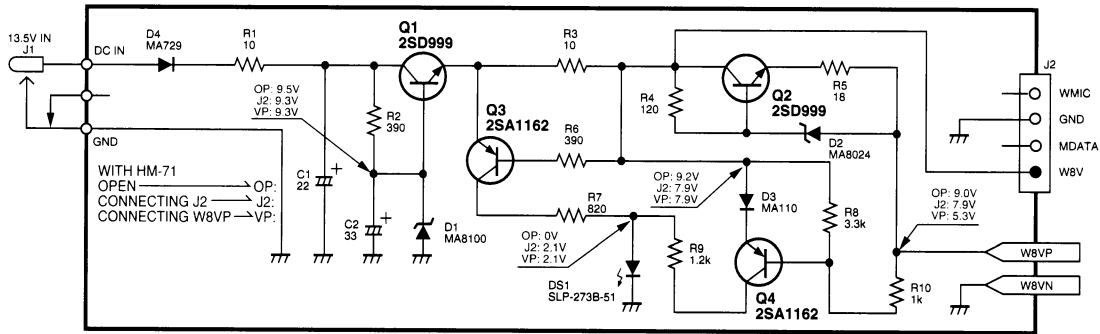 13.5V IN
J1
DC IN
GND
D4
MA729
R1
10
Q1
2SD999
R3
10
OP: 9.5V
J2: 9.3V
VP: 9.3V
R2
390
Q3
2SA1162
R4
120
Q2
2SD999
R5
18
D2
MA8024
J2
WMIC
GND
MDATA
W8V
R6
390
WITH HM-71
OPEN OP:
CONNECTING J2 J2:
CONNECTING W8VP VP:
C1
22
+
C2
33
+
D1
MA8100
R7
820
OP: 0V
J2: 2.1V
VP: 2.1V
DS1
SLP-273B-51
OP: 9.2V
J2: 7.9V
VP: 7.9V
D3
MA110
R8
3.3k
R9
1.2k
Q4
2SA1162
OP: 9.0V
J2: 7.9V
VP: 5.3V
R10
1k
W8VP
W8VN